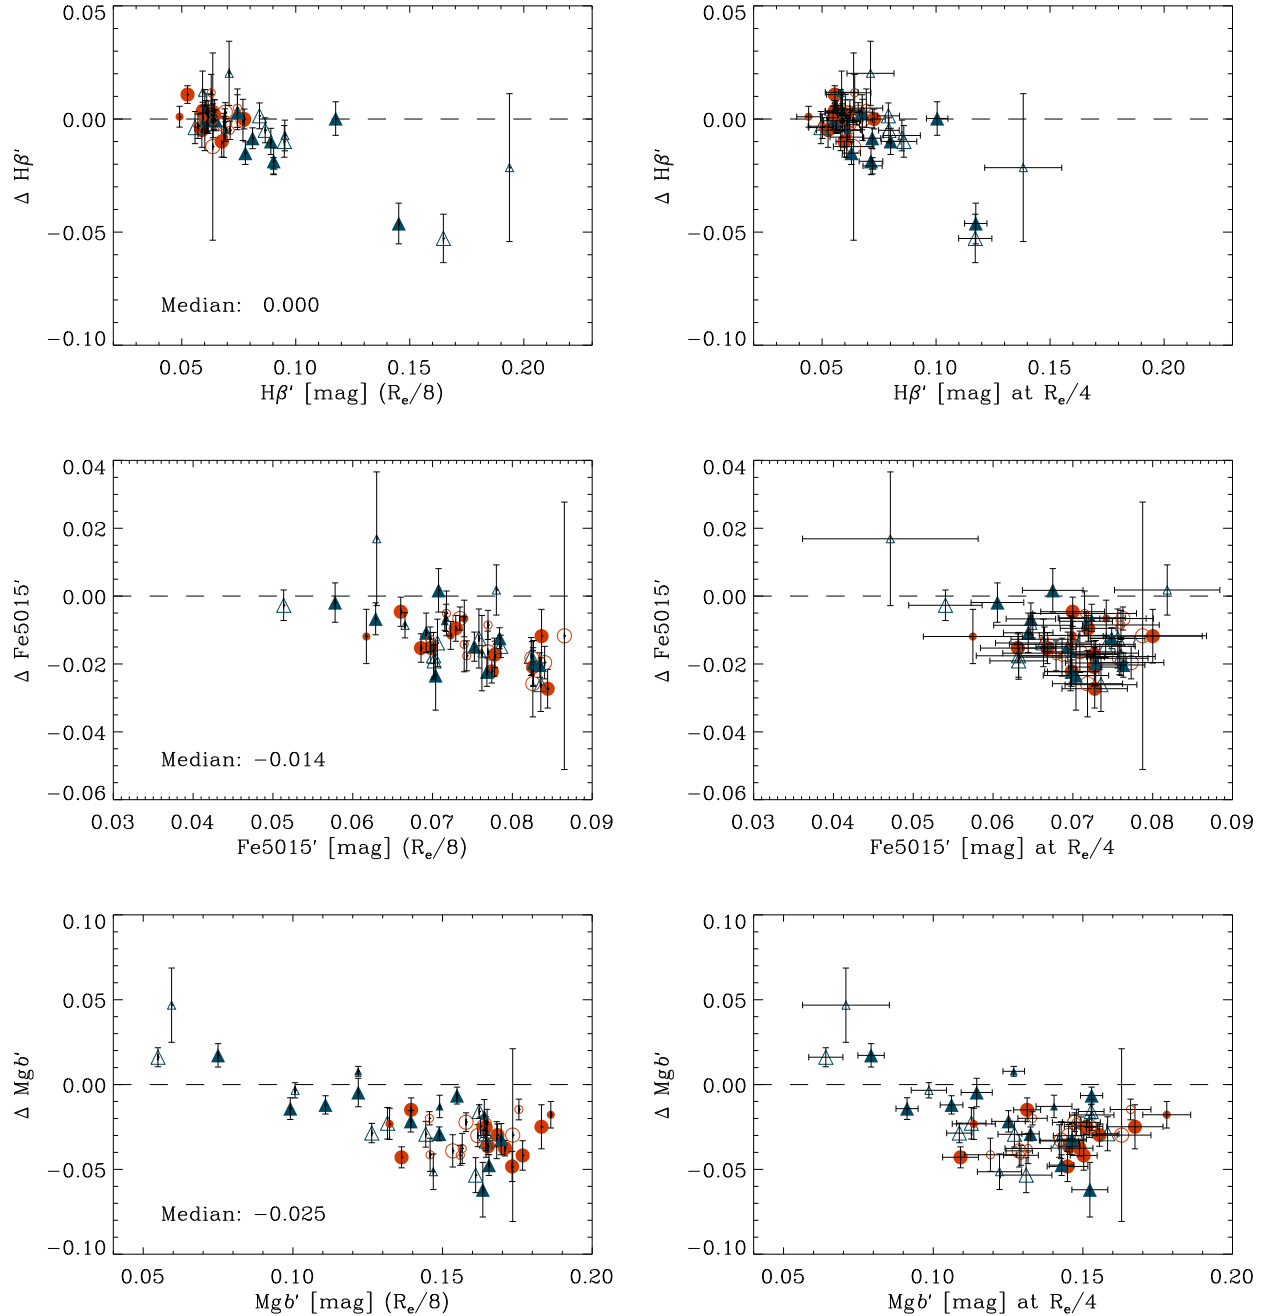 0.05
0.00
−0.05
−0.10
Δ Hβ′
Median: 0.000
0.05 0.10 0.15 0.20
Hβ′ [mag] (Re/8)
0.05
0.00
−0.05
−0.10
Δ Hβ′
0.05 0.10 0.15 0.20
Hβ′ [mag] at Re/4
0.04
0.02
0.00
−0.02
−0.04
−0.06
Δ Fe5015′
Median: −0.014
0.03 0.04 0.05 0.06 0.07 0.08 0.09
Fe5015′ [mag] (Re/8)
0.04
0.02
0.00
−0.02
−0.04
−0.06
Δ Fe5015′
0.03 0.04 0.05 0.06 0.07 0.08 0.09
Fe5015′ [mag] at Re/4
0.10
0.05
0.00
−0.05
−0.10
Δ Mgb′
Median: −0.025
0.05 0.10 0.15 0.20
Mgb′ [mag] (Re/8)
0.10
0.05
0.00
−0.05
−0.10
Δ Mgb′
0.05 0.10 0.15 0.20
Mgb′ [mag] at Re/4